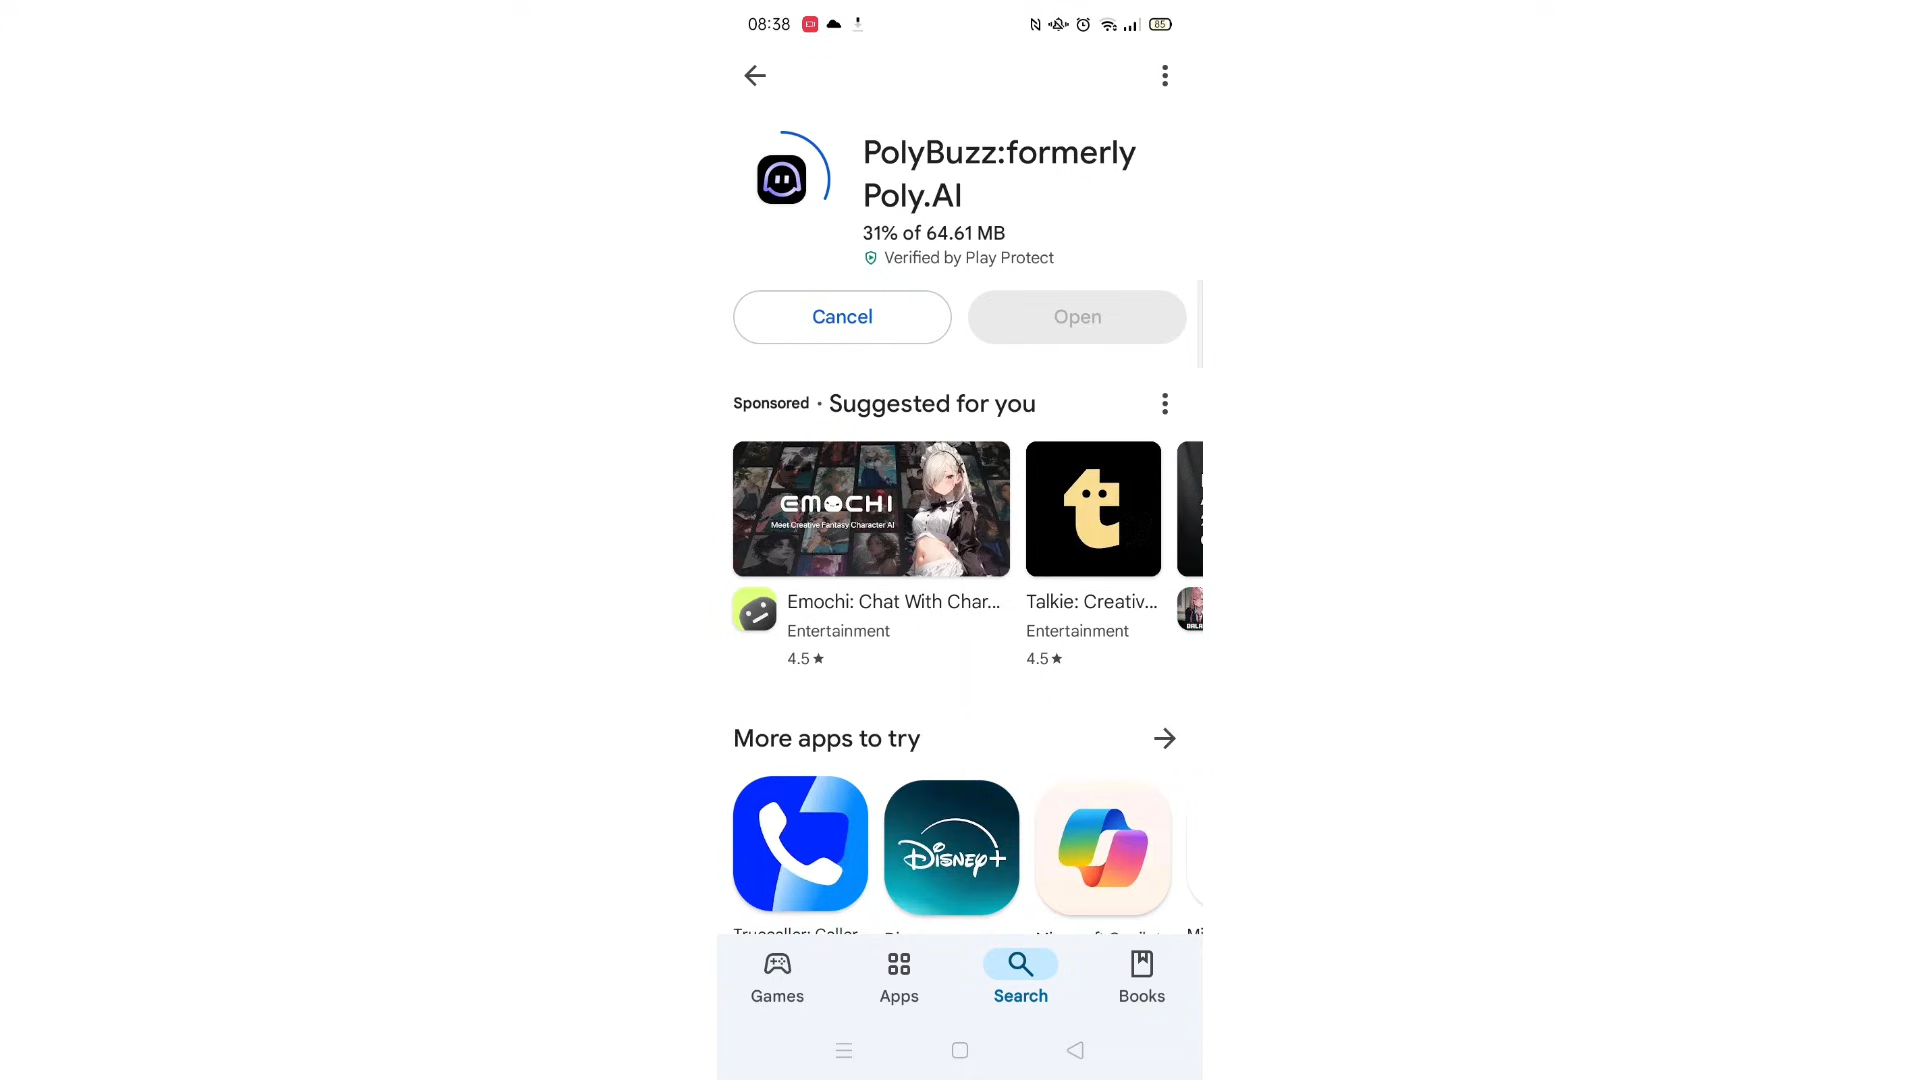 08:38
85
PolyBuzz:formerly
Poly.AI
31% of 64.61 MB
Verified by Play Protect
Cancel
Open
Sponsored • Suggested for you
EMOCHI
Meet Creative Fantasy Character AI
Emochi: Chat With Char...
Talkie: Creativ...
Entertainment
Entertainment
4.5★
4.5★
More apps to try
Disney+
Games
Apps
Search
Books